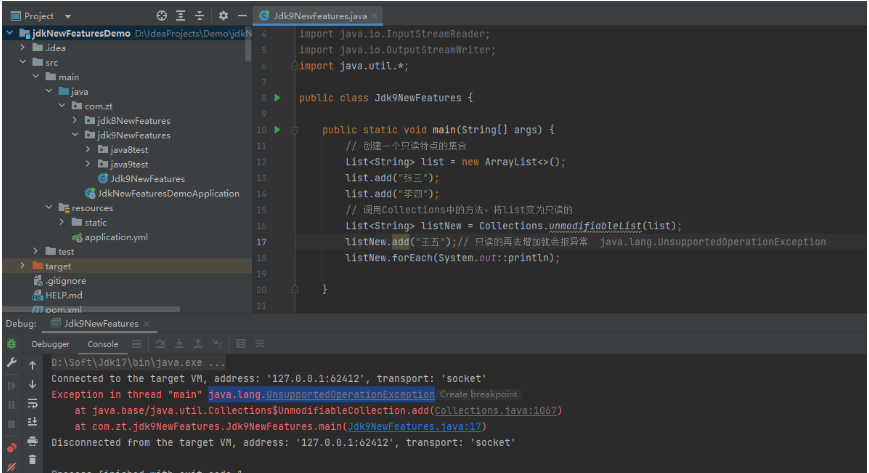 Project
Jdk9NewFeatures.java
jdkNewFeaturesDemo D:\IdeaProjects\Demo\jdkN
.idea
src
main
java
com.zt
jdk8NewFeatures
jdk9NewFeatures
java8test
java9test
Jdk9NewFeatures
JdkNewFeaturesDemoApplication
resources
static
application.yml
test
target
.gitignore
HELP.md
pom.xml
4 import java.io.InputStreamReader;
5 import java.io.OutputStreamWriter;
6 import java.util.*;
7
8 public class Jdk9NewFeatures {
9
10 public static void main(String[] args) {
11 // 创建一个只读特点的集合
12 List<String> list = new ArrayList<>();
13 list.add("张三");
14 list.add("李四");
15 // 调用Collections中的方法，将list变为只读的
16 List<String> listNew = Collections.unmodifiableList(list);
17 listNew.add("王五");// 只读的再去增加就会报异常 java.lang.UnsupportedOperationException
18 listNew.forEach(System.out::println);
19
20 }
21
Debug: Jdk9NewFeatures
Debugger Console
D:\Soft\Jdk17\bin\java.exe ...
Connected to the target VM, address: '127.0.0.1:62412', transport: 'socket'
Exception in thread "main" java.lang.UnsupportedOperationException Create breakpoint
at java.base/java.util.Collections$UnmodifiableCollection.add(Collections.java:1067)
at com.zt.jdk9NewFeatures.Jdk9NewFeatures.main(Jdk9NewFeatures.java:17)
Disconnected from the target VM, address: '127.0.0.1:62412', transport: 'socket'
Process finished with exit code 1